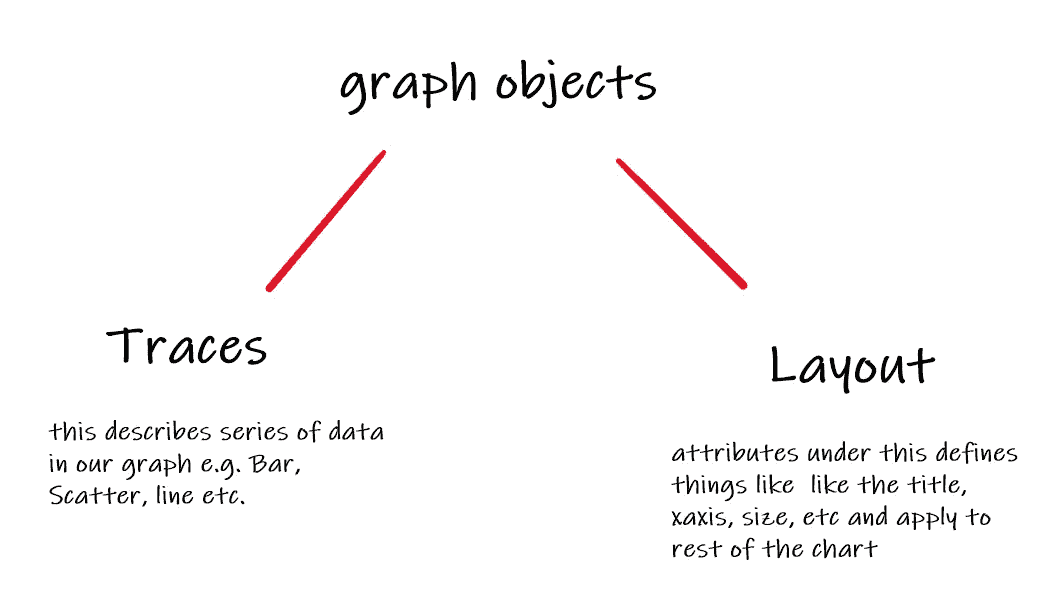 graph objects
Traces
this describes series of data
in our graph e.g. Bar,
Scatter, line etc.
Layout
attributes under this defines
things like like the title,
xaxis, size, etc and apply to
rest of the chart